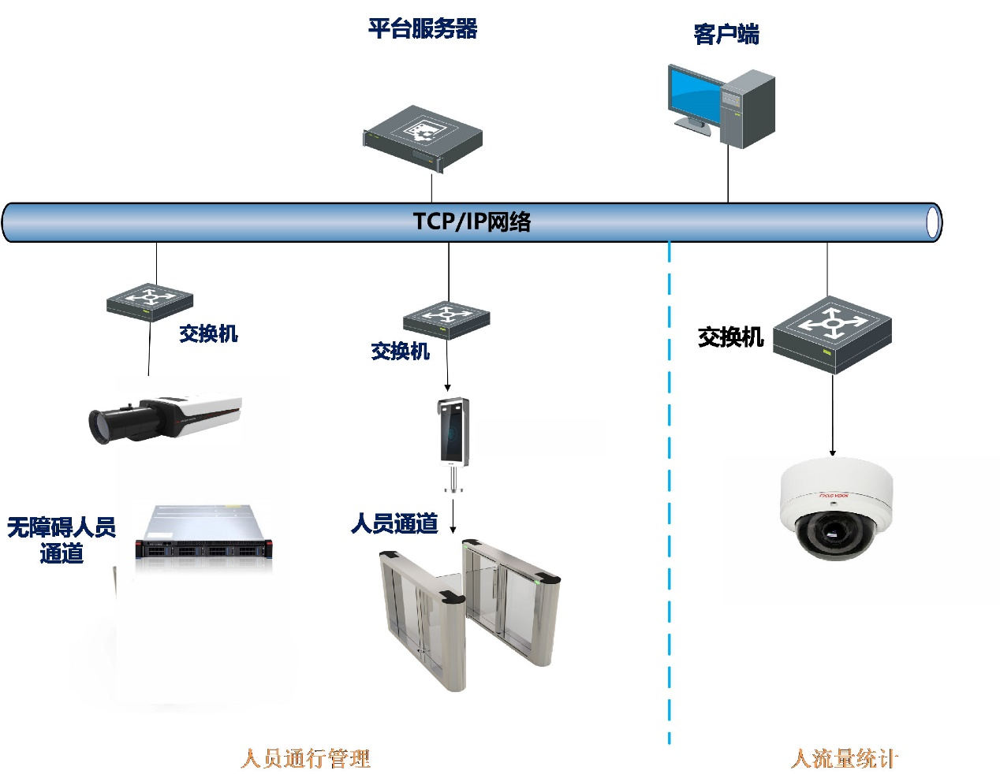 平台服务器
客户端
TCP/IP网络
交换机
交换机
交换机
FOCUS VISION
无障碍人员
通道
人员通道
人员通行管理
人流量统计